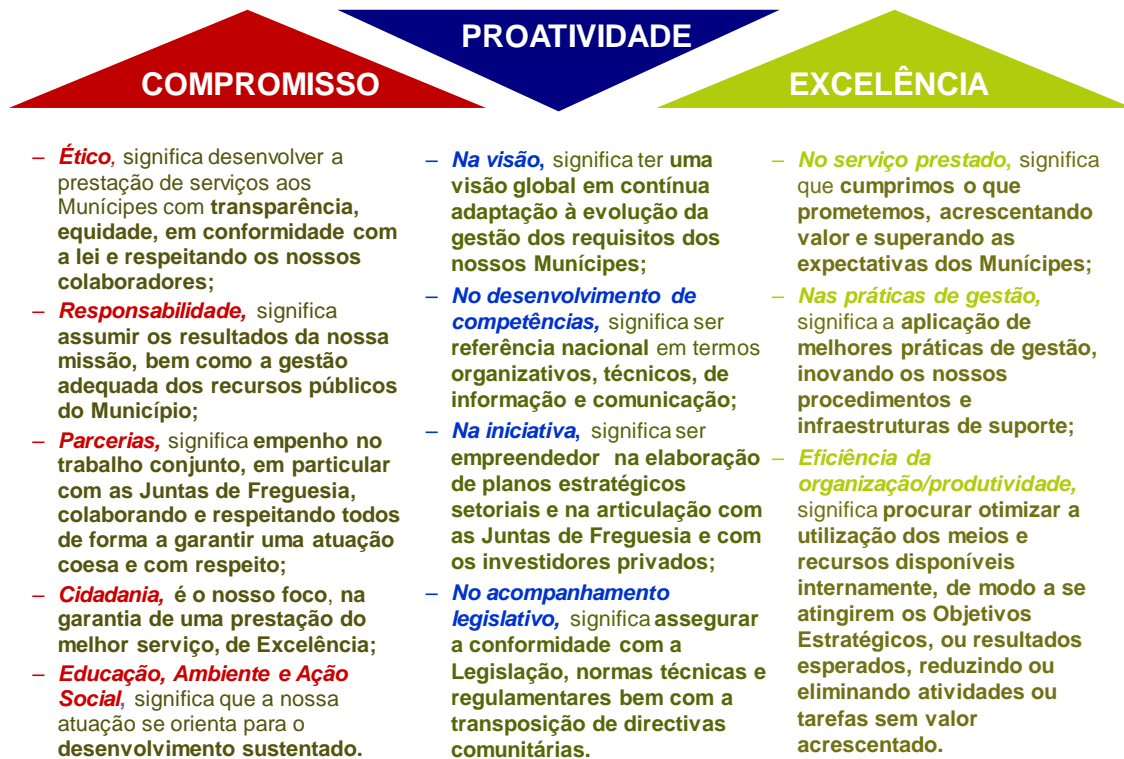 COMPROMISSO
PROATIVIDADE
EXCELÊNCIA
– Ético, significa desenvolver a
prestação de serviços aos
Munícipes com transparência,
equidade, em conformidade com
a lei e respeitando os nossos
colaboradores;
– Responsabilidade, significa
assumir os resultados da nossa
missão, bem como a gestão
adequada dos recursos públicos
do Município;
– Parcerias, significa empenho no
trabalho conjunto, em particular
com as Juntas de Freguesia,
colaborando e respeitando todos
de forma a garantir uma atuação
coesa e com respeito;
– Cidadania, é o nosso foco, na
garantia de uma prestação do
melhor serviço, de Excelência;
– Educação, Ambiente e Ação
Social, significa que a nossa
atuação se orienta para o
desenvolvimento sustentado.
– Na visão, significa ter uma
visão global em contínua
adaptação à evolução da
gestão dos requisitos dos
nossos Munícipes;
– No desenvolvimento de
competências, significa ser
referência nacional em termos
organizativos, técnicos, de
informação e comunicação;
– Na iniciativa, significa ser
empreendedor na elaboração
de planos estratégicos
setoriais e na articulação com
as Juntas de Freguesia e com
os investidores privados;
– No acompanhamento
legislativo, significa assegurar
a conformidade com a
Legislação, normas técnicas e
regulamentares bem com a
transposição de directivas
comunitárias.
– No serviço prestado, significa
que cumprimos o que
prometemos, acrescentando
valor e superando as
expectativas dos Munícipes;
– Nas práticas de gestão,
significa a aplicação de
melhores práticas de gestão,
inovando os nossos
procedimentos e
infraestruturas de suporte;
– Eficiência da
organização/produtividade,
significa procurar otimizar a
utilização dos meios e
recursos disponíveis
internamente, de modo a se
atingirem os Objetivos
Estratégicos, ou resultados
esperados, reduzindo ou
eliminando atividades ou
tarefas sem valor
acrescentado.